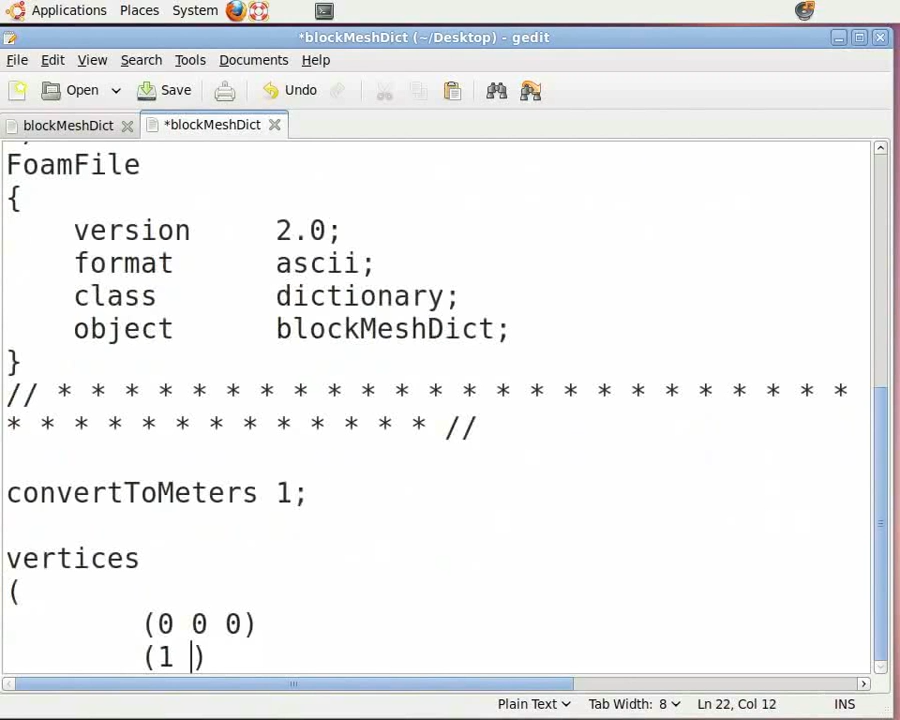 Applications Places System
*blockMeshDict (~/Desktop) - gedit
File Edit View Search Tools Documents Help
Open Save Undo
blockMeshDict *blockMeshDict
FoamFile
{
    version     2.0;
    format      ascii;
    class       dictionary;
    object      blockMeshDict;
}
// * * * * * * * * * * * * * * * * * * * * * * * *
* * * * * * * * * * * * * //
convertToMeters 1;
vertices
(
        (0 0 0)
        (1 )
Plain Text Tab Width: 8 Ln 22, Col 12 INS